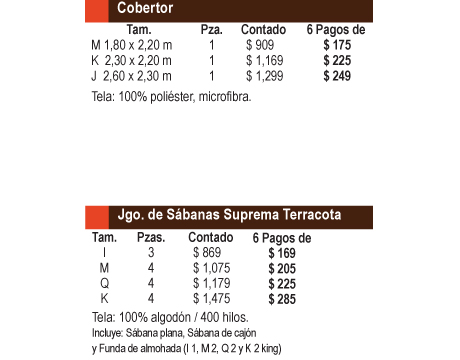 Cobertor
Tam. Pza. Contado 6 Pagos de
M 1,80 x 2,20 m 1 $ 909 $ 175
K 2,30 x 2,20 m 1 $ 1,169 $ 225
J 2,60 x 2,30 m 1 $ 1,299 $ 249
Tela: 100% poliéster, microfibra.
Jgo. de Sábanas Suprema Terracota
Tam. Pzas. Contado 6 Pagos de
I 3 $ 869 $ 169
M 4 $ 1,075 $ 205
Q 4 $ 1,179 $ 225
K 4 $ 1,475 $ 285
Tela: 100% algodón / 400 hilos.
Incluye: Sábana plana, Sábana de cajón
y Funda de almohada (I 1, M 2, Q 2 y K 2 king)